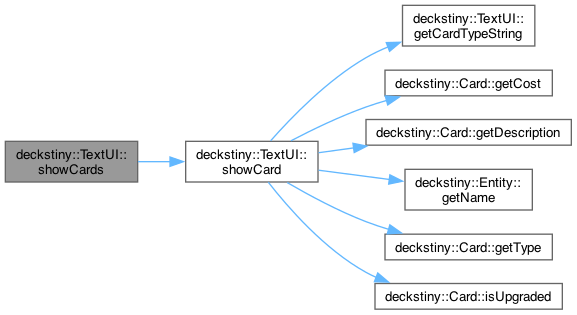 deckstiny::TextUI::
showCards
deckstiny::TextUI::
showCard
deckstiny::TextUI::
getCardTypeString
deckstiny::Card::getCost
deckstiny::Card::getDescription
deckstiny::Entity::
getName
deckstiny::Card::getType
deckstiny::Card::isUpgraded